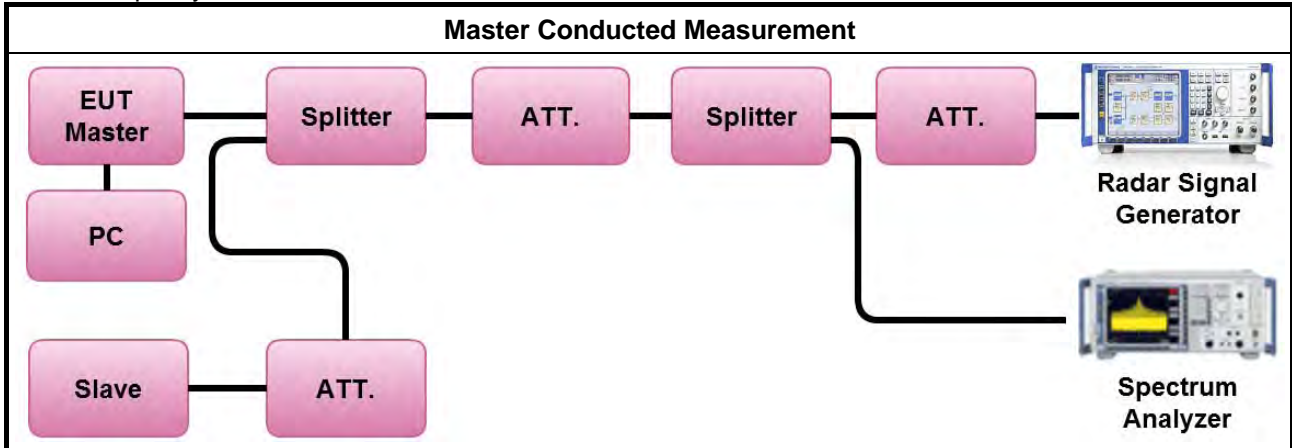 Master Conducted Measurement
EUT
Master
Splitter
ATT.
Splitter
ATT.
Radar Signal
Generator
PC
Slave
ATT.
Spectrum
Analyzer